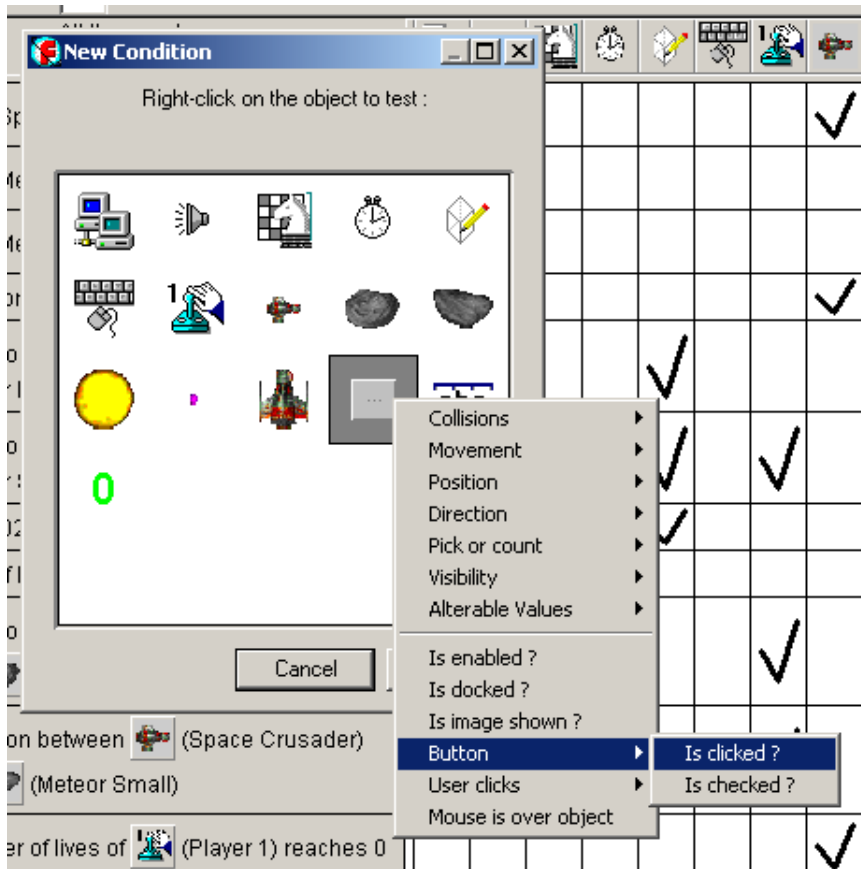 New Condition
Right-click on the object to test :
1
1
0
Cancel
Collisions
Movement
Position
Direction
Pick or count
Visibility
Alterable Values
Is enabled ?
Is docked ?
Is image shown ?
Button
User clicks
Mouse is over object
Is clicked ?
Is checked ?
on between (Space Crusader)
(Meteor Small)
er of lives of (Player 1) reaches 0